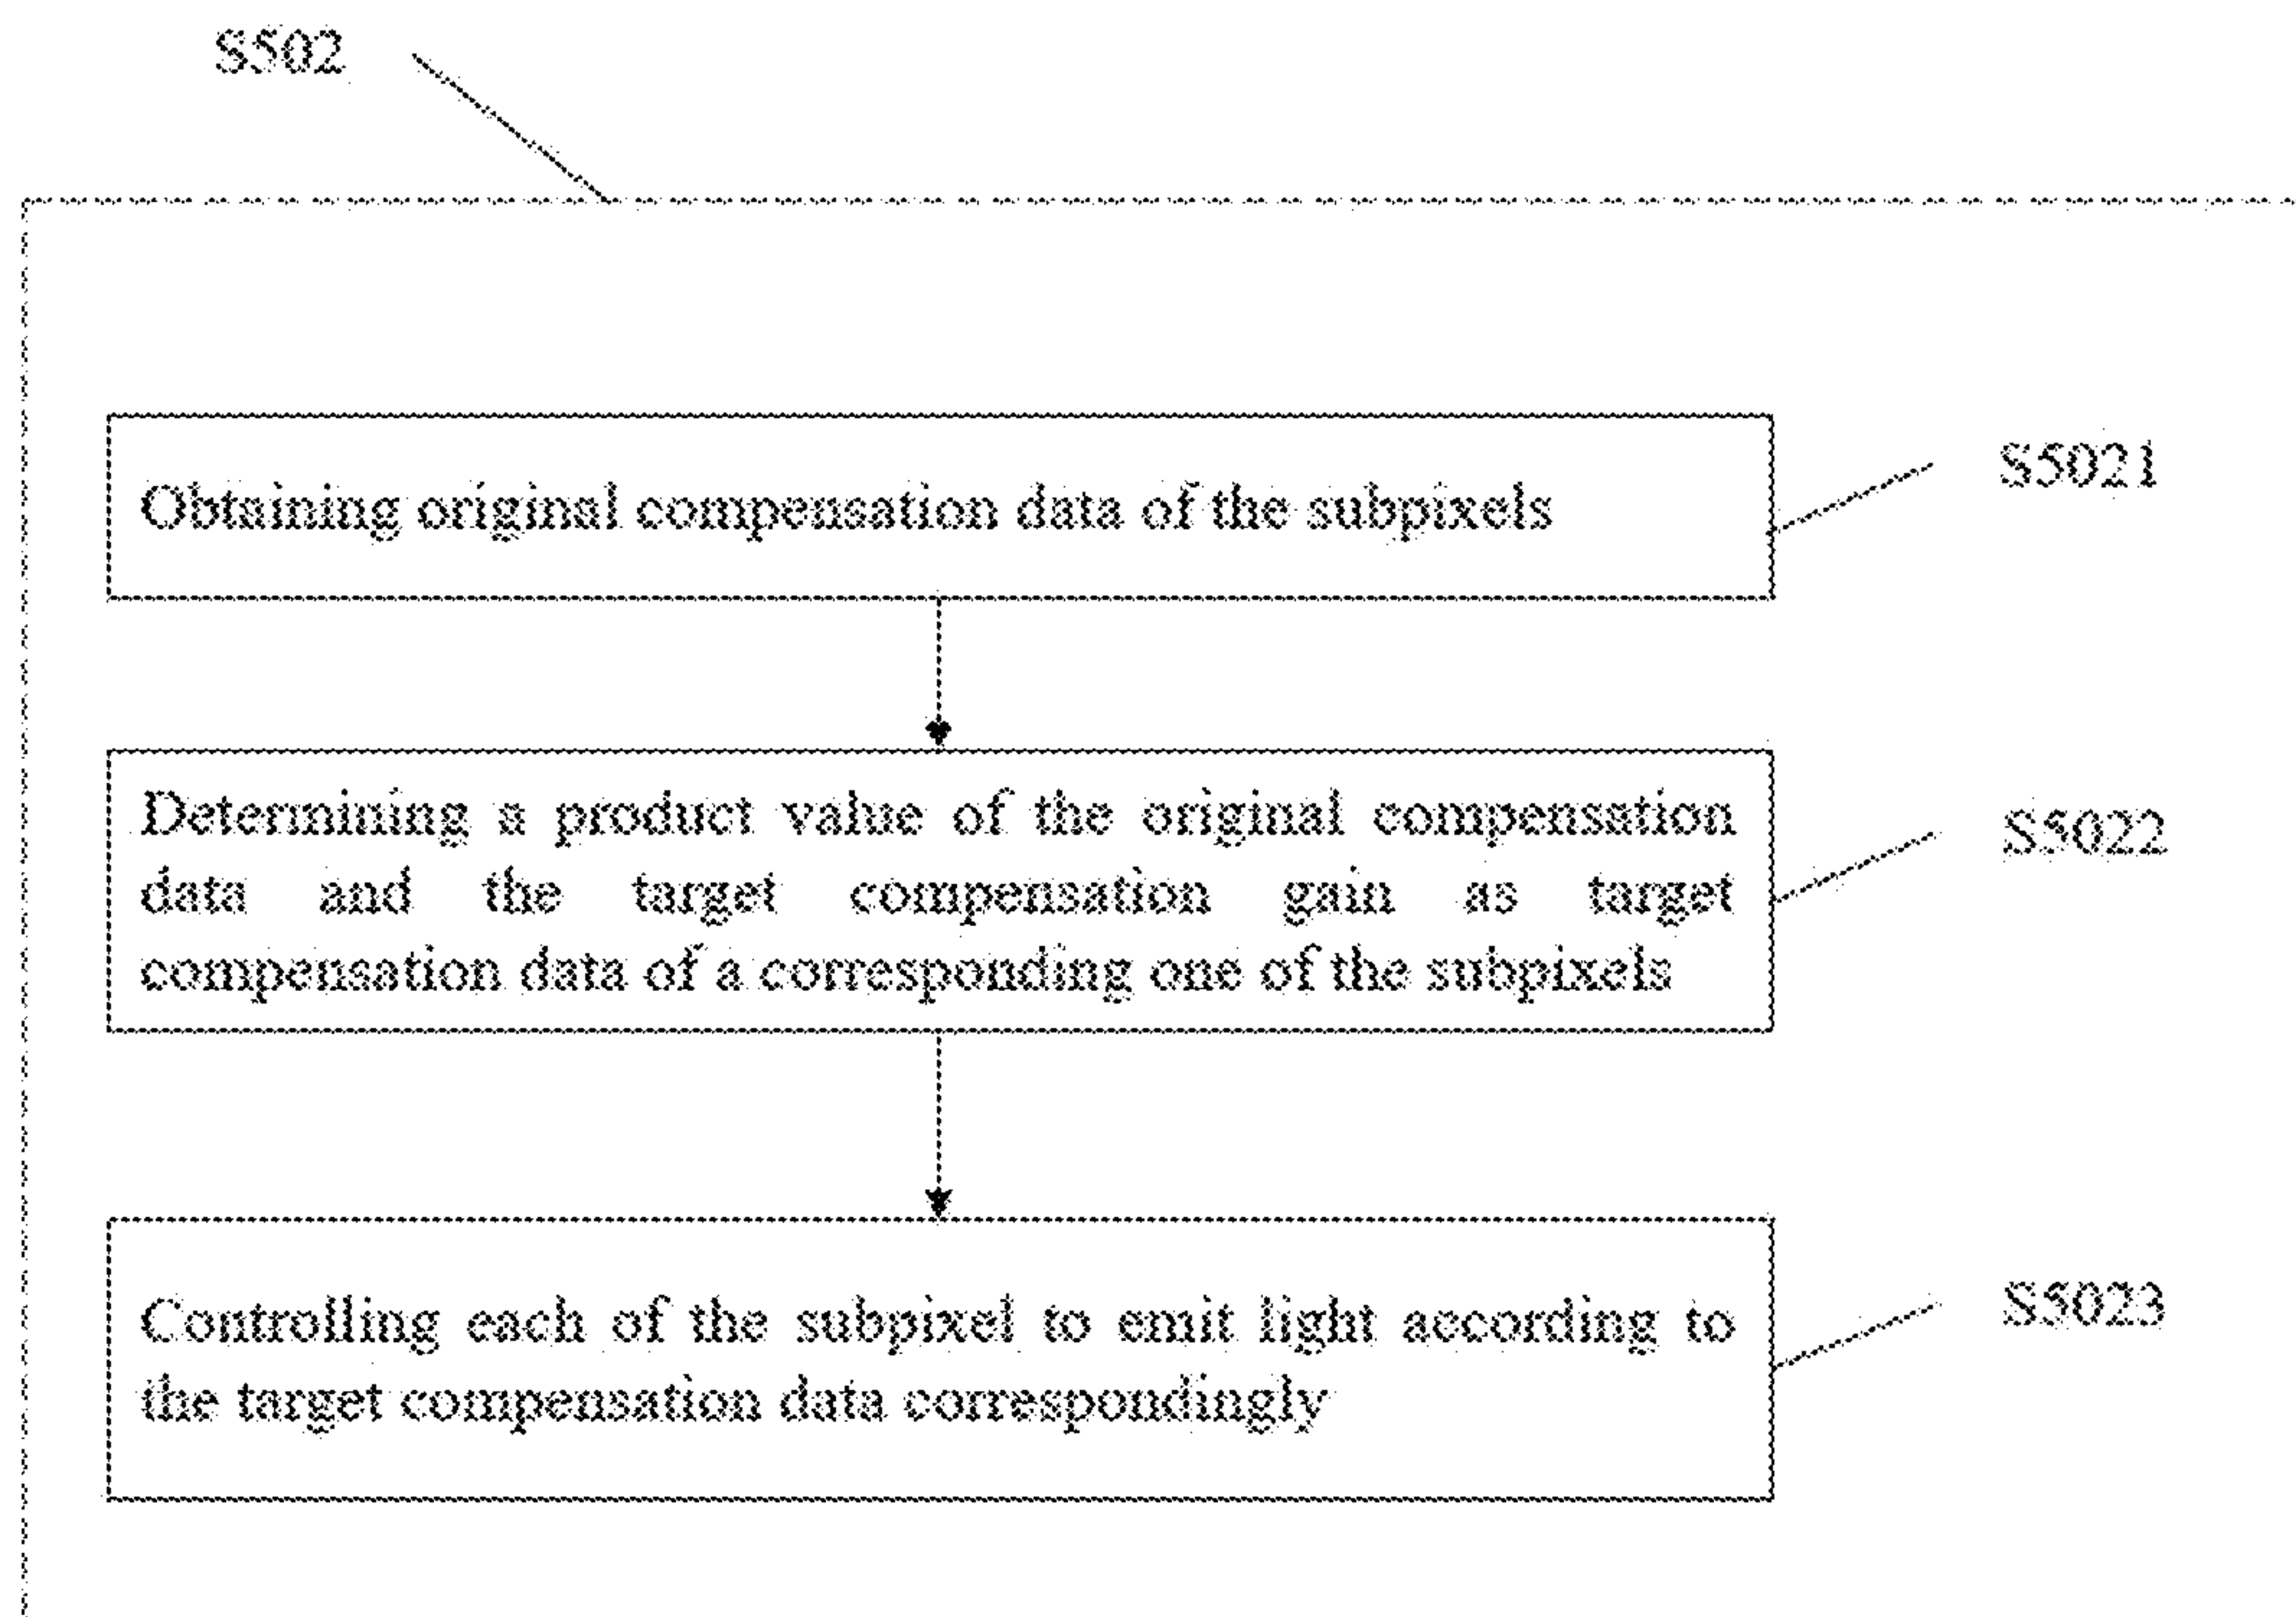 S502
Obtaining original compensation data of the subpixels
S5021
Determining a product value of the original compensation
data and the target compensation gain as target
compensation data of a corresponding one of the subpixels
S5022
Controlling each of the subpixel to emit light according to
the target compensation data correspondingly
S5023